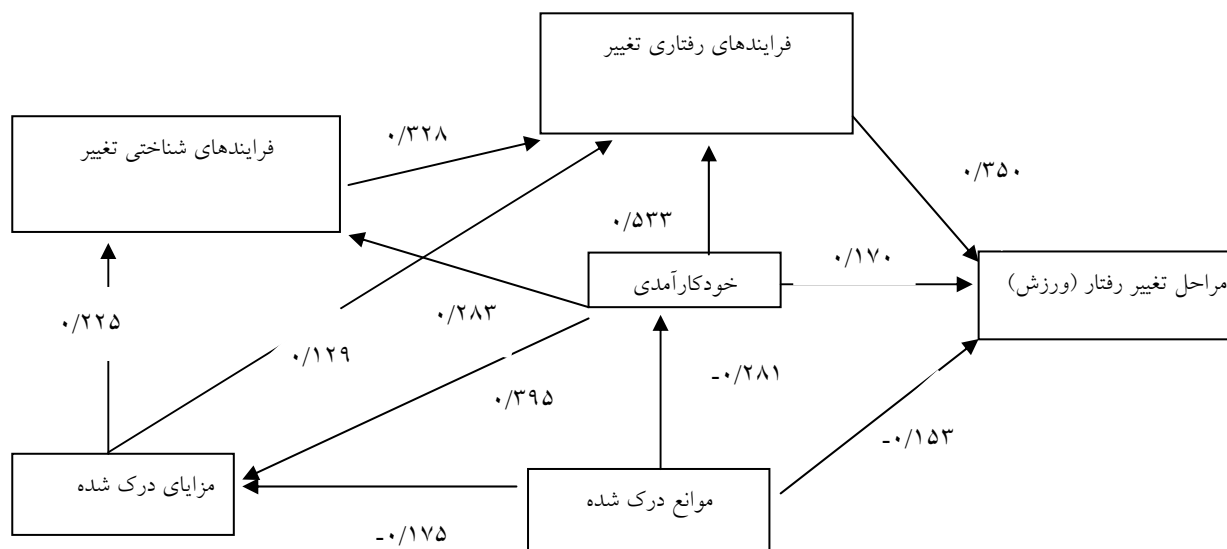 فرایندهای رفتاری تغییر
فرایندهای شناختی تغییر
۰/۳۲۸
۰/۳۵۰
۰/۵۳۳
۰/۱۷۰
خودکارآمدی
مراحل تغییر رفتار (ورزش)
۰/۲۸۳
۰/۲۲۵
۰/۱۲۹
-۰/۲۸۱
۰/۳۹۵
-۰/۱۵۳
مزایای درک شده
موانع درک شده
-۰/۱۷۵